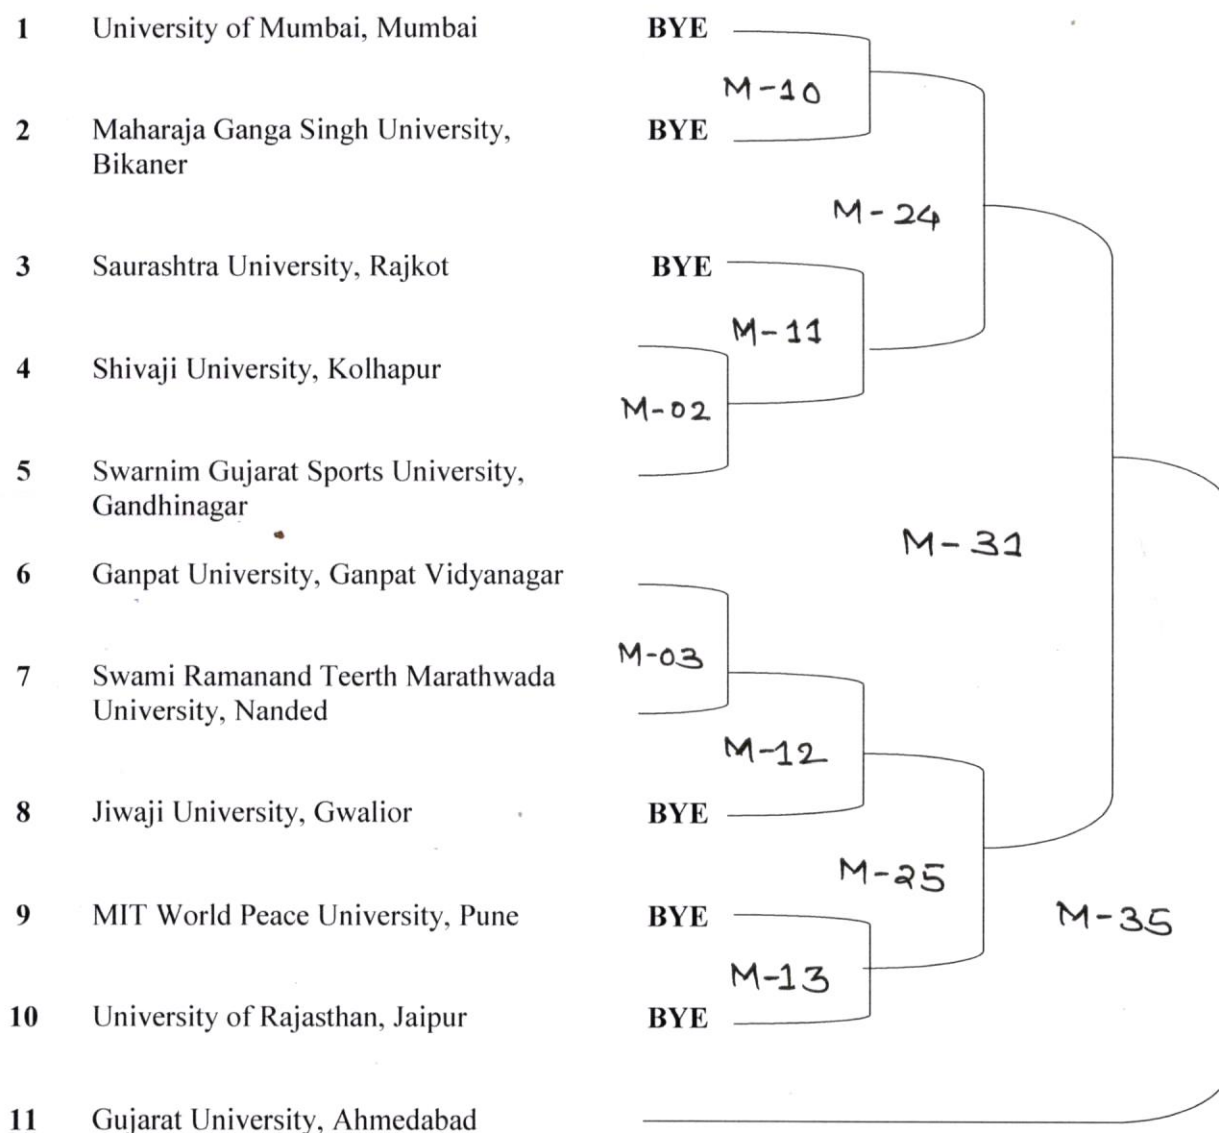 1 University of Mumbai, Mumbai BYE
M-10
2 Maharaja Ganga Singh University, BYE
Bikaner
M-24
3 Saurashtra University, Rajkot BYE
M-11
4 Shivaji University, Kolhapur
M-02
5 Swarnim Gujarat Sports University,
Gandhinagar
M-31
6 Ganpat University, Ganpat Vidyanagar
M-03
7 Swami Ramanand Teerth Marathwada
University, Nanded
M-12
8 Jiwaji University, Gwalior BYE
M-25
9 MIT World Peace University, Pune BYE
M-35
M-13
10 University of Rajasthan, Jaipur BYE
11 Gujarat University, Ahmedabad